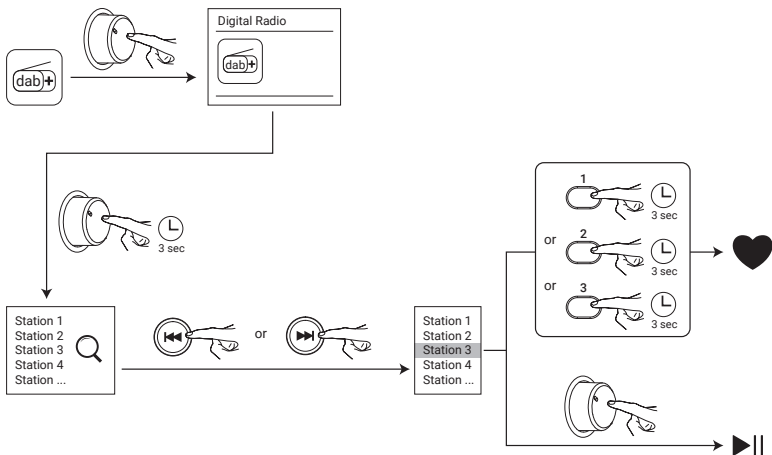 Digital Radio
dab+
dab+
3 sec
Station 1
Station 2
Station 3
Station 4
Station ...
or
Station 1
Station 2
Station 3
Station 4
Station ...
1
3 sec
or
2
3 sec
or
3
3 sec